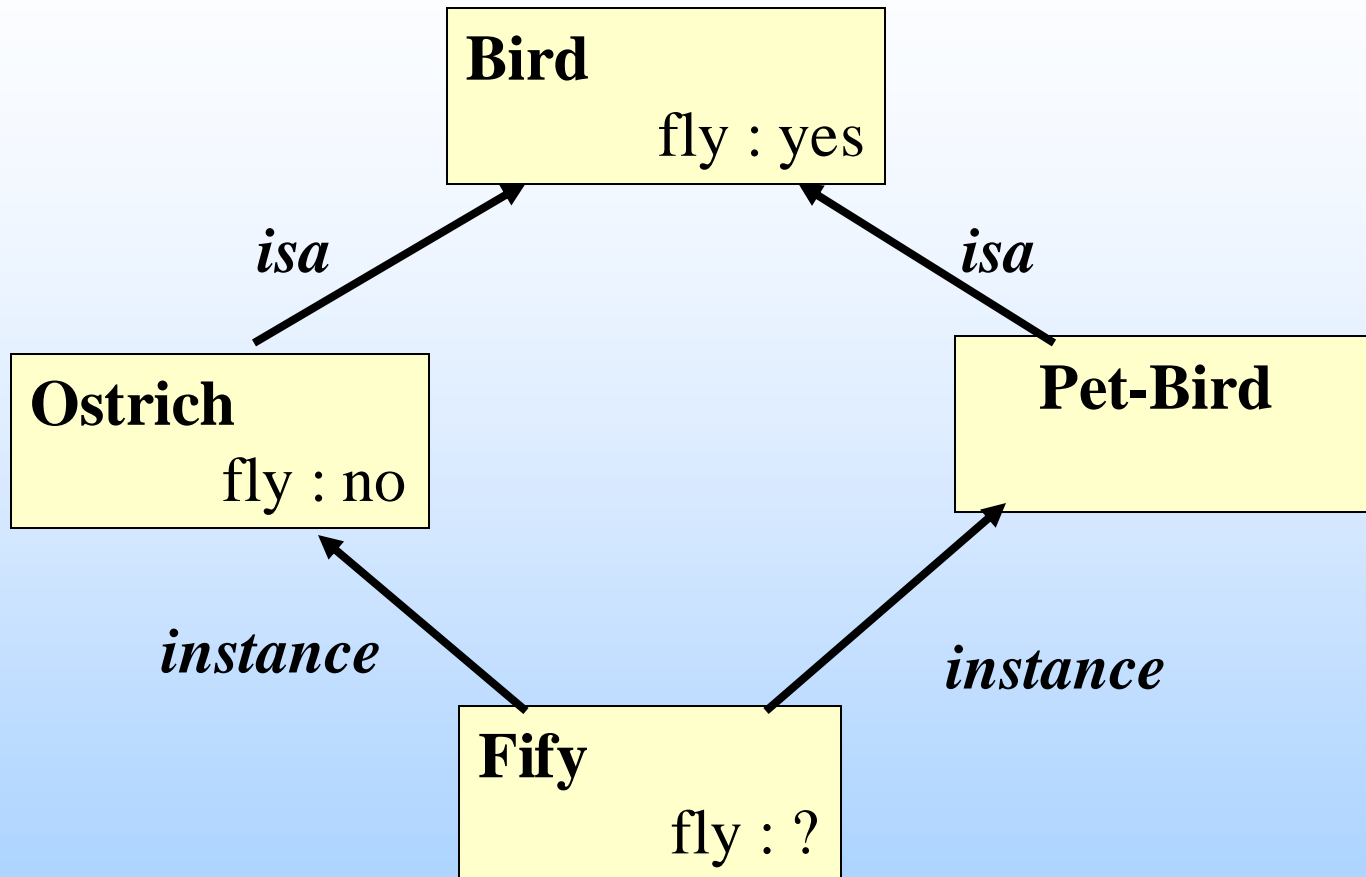 Bird
fly : yes
isa
isa
Ostrich
fly : no
Pet-Bird
instance
instance
Fify
fly : ?